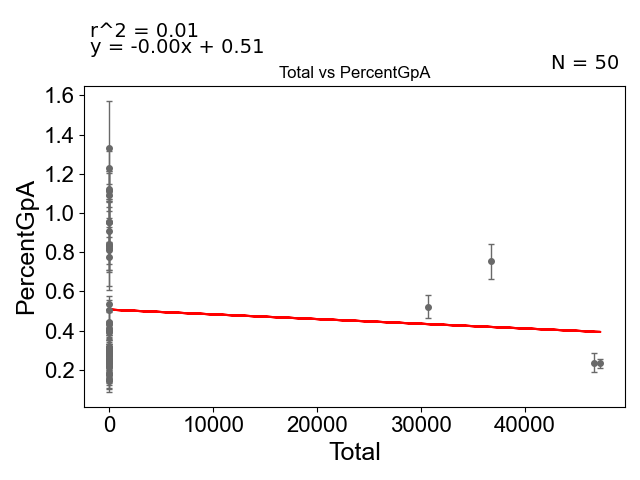 r^2 = 0.01
y = -0.00x + 0.51
N = 50
Total vs PercentGpA
PercentGpA
1.6
1.4
1.2
1.0
0.8
0.6
0.4
0.2
0
10000
20000
30000
40000
Total